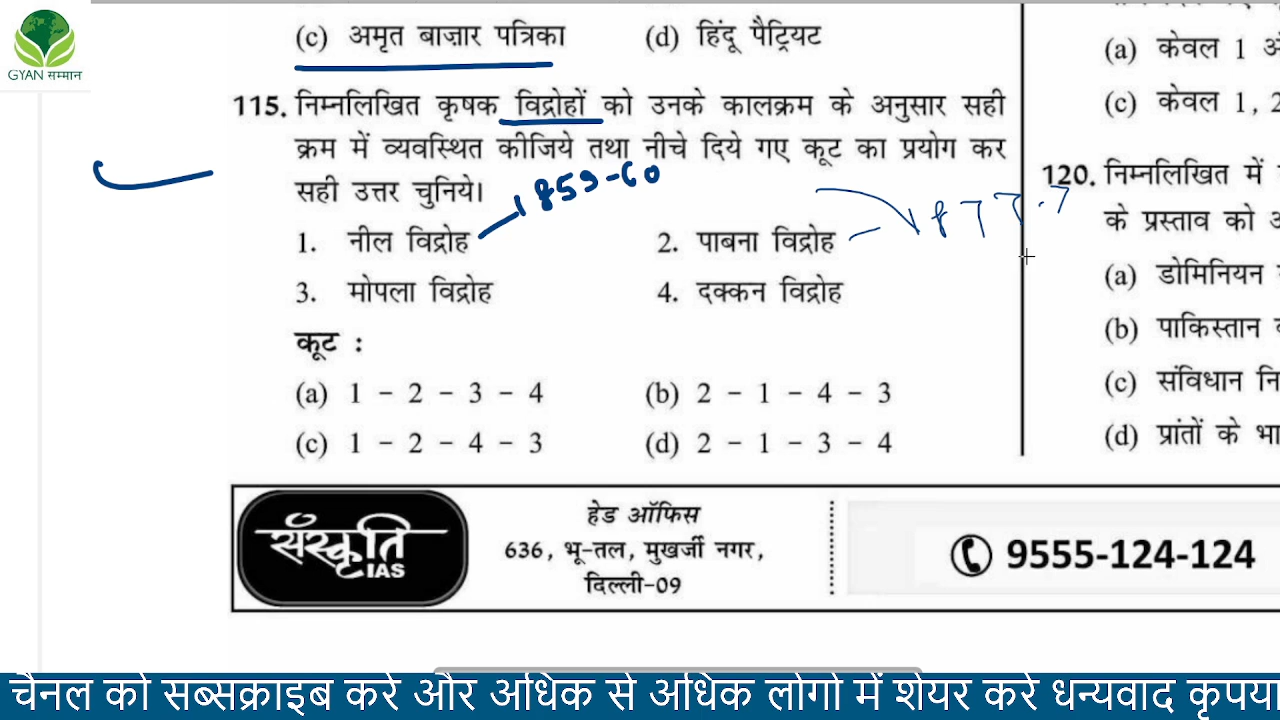 GYAN सम्मान
(c) अमृत बाज़ार पत्रिका (d) हिंदू पैट्रियट
115. निम्नलिखित कृषक विद्रोहों को उनके कालक्रम के अनुसार सही
क्रम में व्यवस्थित कीजिये तथा नीचे दिये गए कूट का प्रयोग कर
सही उत्तर चुनिये।
1859-60
1. नील विद्रोह 2. पाबना विद्रोह
3. मोपला विद्रोह 4. दक्कन विद्रोह
कूट :
(a) 1 - 2 - 3 - 4 (b) 2 - 1 - 4 - 3
(c) 1 - 2 - 4 - 3 (d) 2 - 1 - 3 - 4
(a) केवल 1
(c) केवल 1, 2
120. निम्नलिखित में
के प्रस्ताव को
(a) डोमिनियन
(b) पाकिस्तान
(c) संविधान
(d) प्रांतों के
संस्कृति
IAS
हेड ऑफिस
636, भू-तल, मुखर्जी नगर,
दिल्ली-09
9555-124-124
चैनल को सब्सक्राइब करे और अधिक से अधिक लोगो में शेयर करे धन्यवाद कृपया